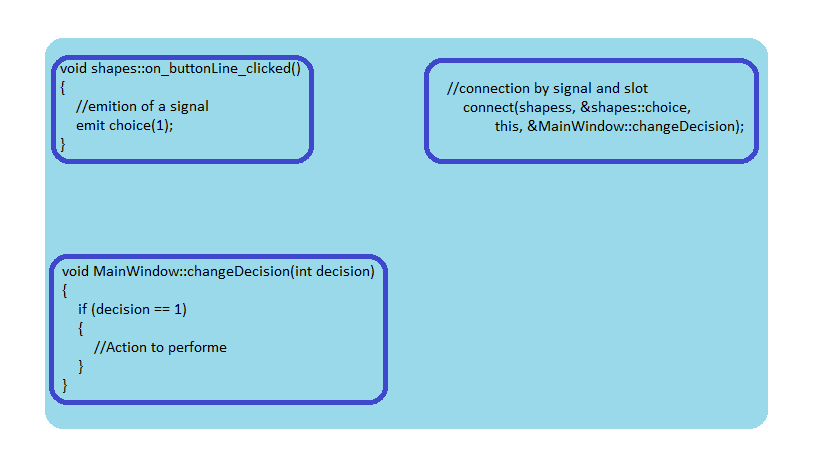 void shapes::on_buttonLine_clicked()
{
//emition of a signal
emit choice(1);
}
//connection by signal and slot
connect(shapess, &shapes::choice,
this, &MainWindow::changeDecision);
void MainWindow::changeDecision(int decision)
{
if (decision == 1)
{
//Action to performe
}
}